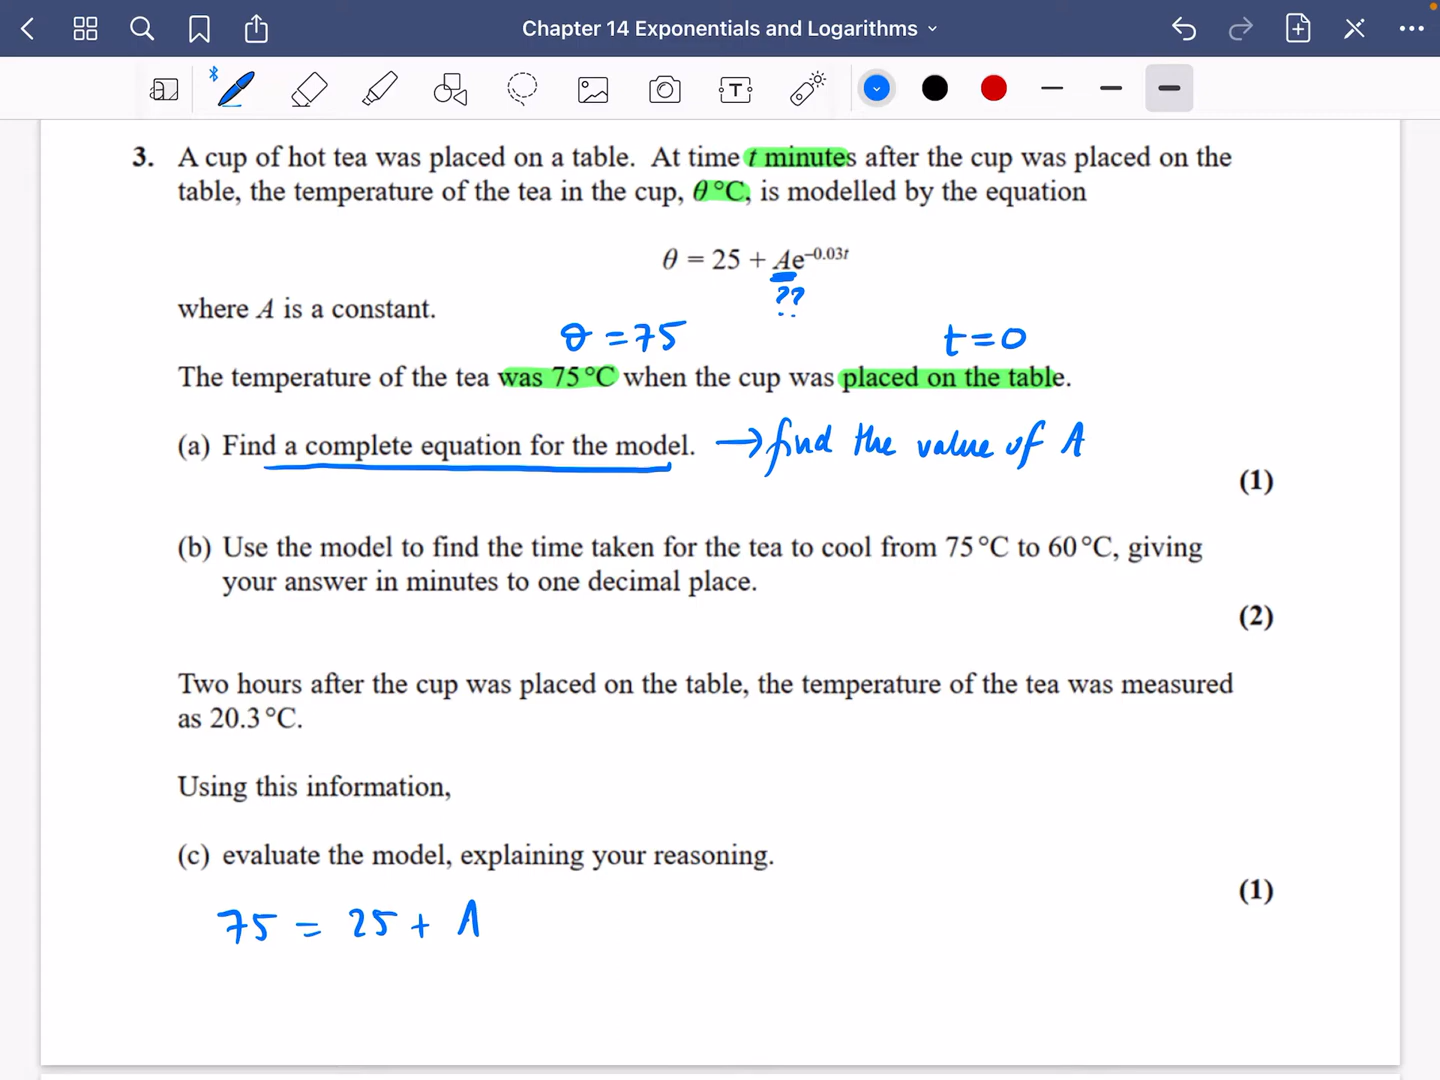 Chapter 14 Exponentials and Logarithms
3. A cup of hot tea was placed on a table. At time t minutes after the cup was placed on the
table, the temperature of the tea in the cup, θ °C, is modelled by the equation
θ = 25 + Ae^–0.03t
??
where A is a constant.
θ = 75 t = 0
The temperature of the tea was 75 °C when the cup was placed on the table.
(a) Find a complete equation for the model. → find the value of A
(1)
(b) Use the model to find the time taken for the tea to cool from 75 °C to 60 °C, giving
your answer in minutes to one decimal place.
(2)
Two hours after the cup was placed on the table, the temperature of the tea was measured
as 20.3 °C.
Using this information,
(c) evaluate the model, explaining your reasoning.
(1)
75 = 25 + A